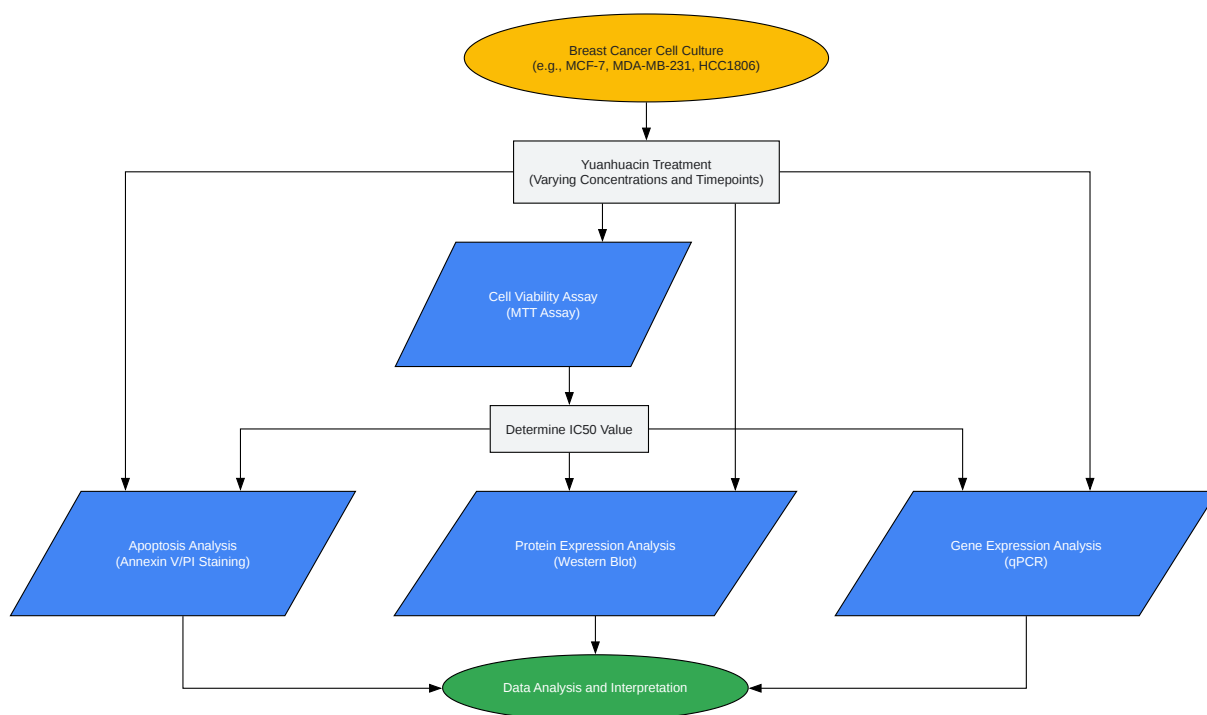 Breast Cancer Cell Culture
(e.g., MCF-7, MDA-MB-231, HCC1806)
Yuanhuacin Treatment
(Varying Concentrations and Timepoints)
Cell Viability Assay
(MTT Assay)
Determine IC50 Value
Apoptosis Analysis
(Annexin V/PI Staining)
Protein Expression Analysis
(Western Blot)
Gene Expression Analysis
(qPCR)
Data Analysis and Interpretation